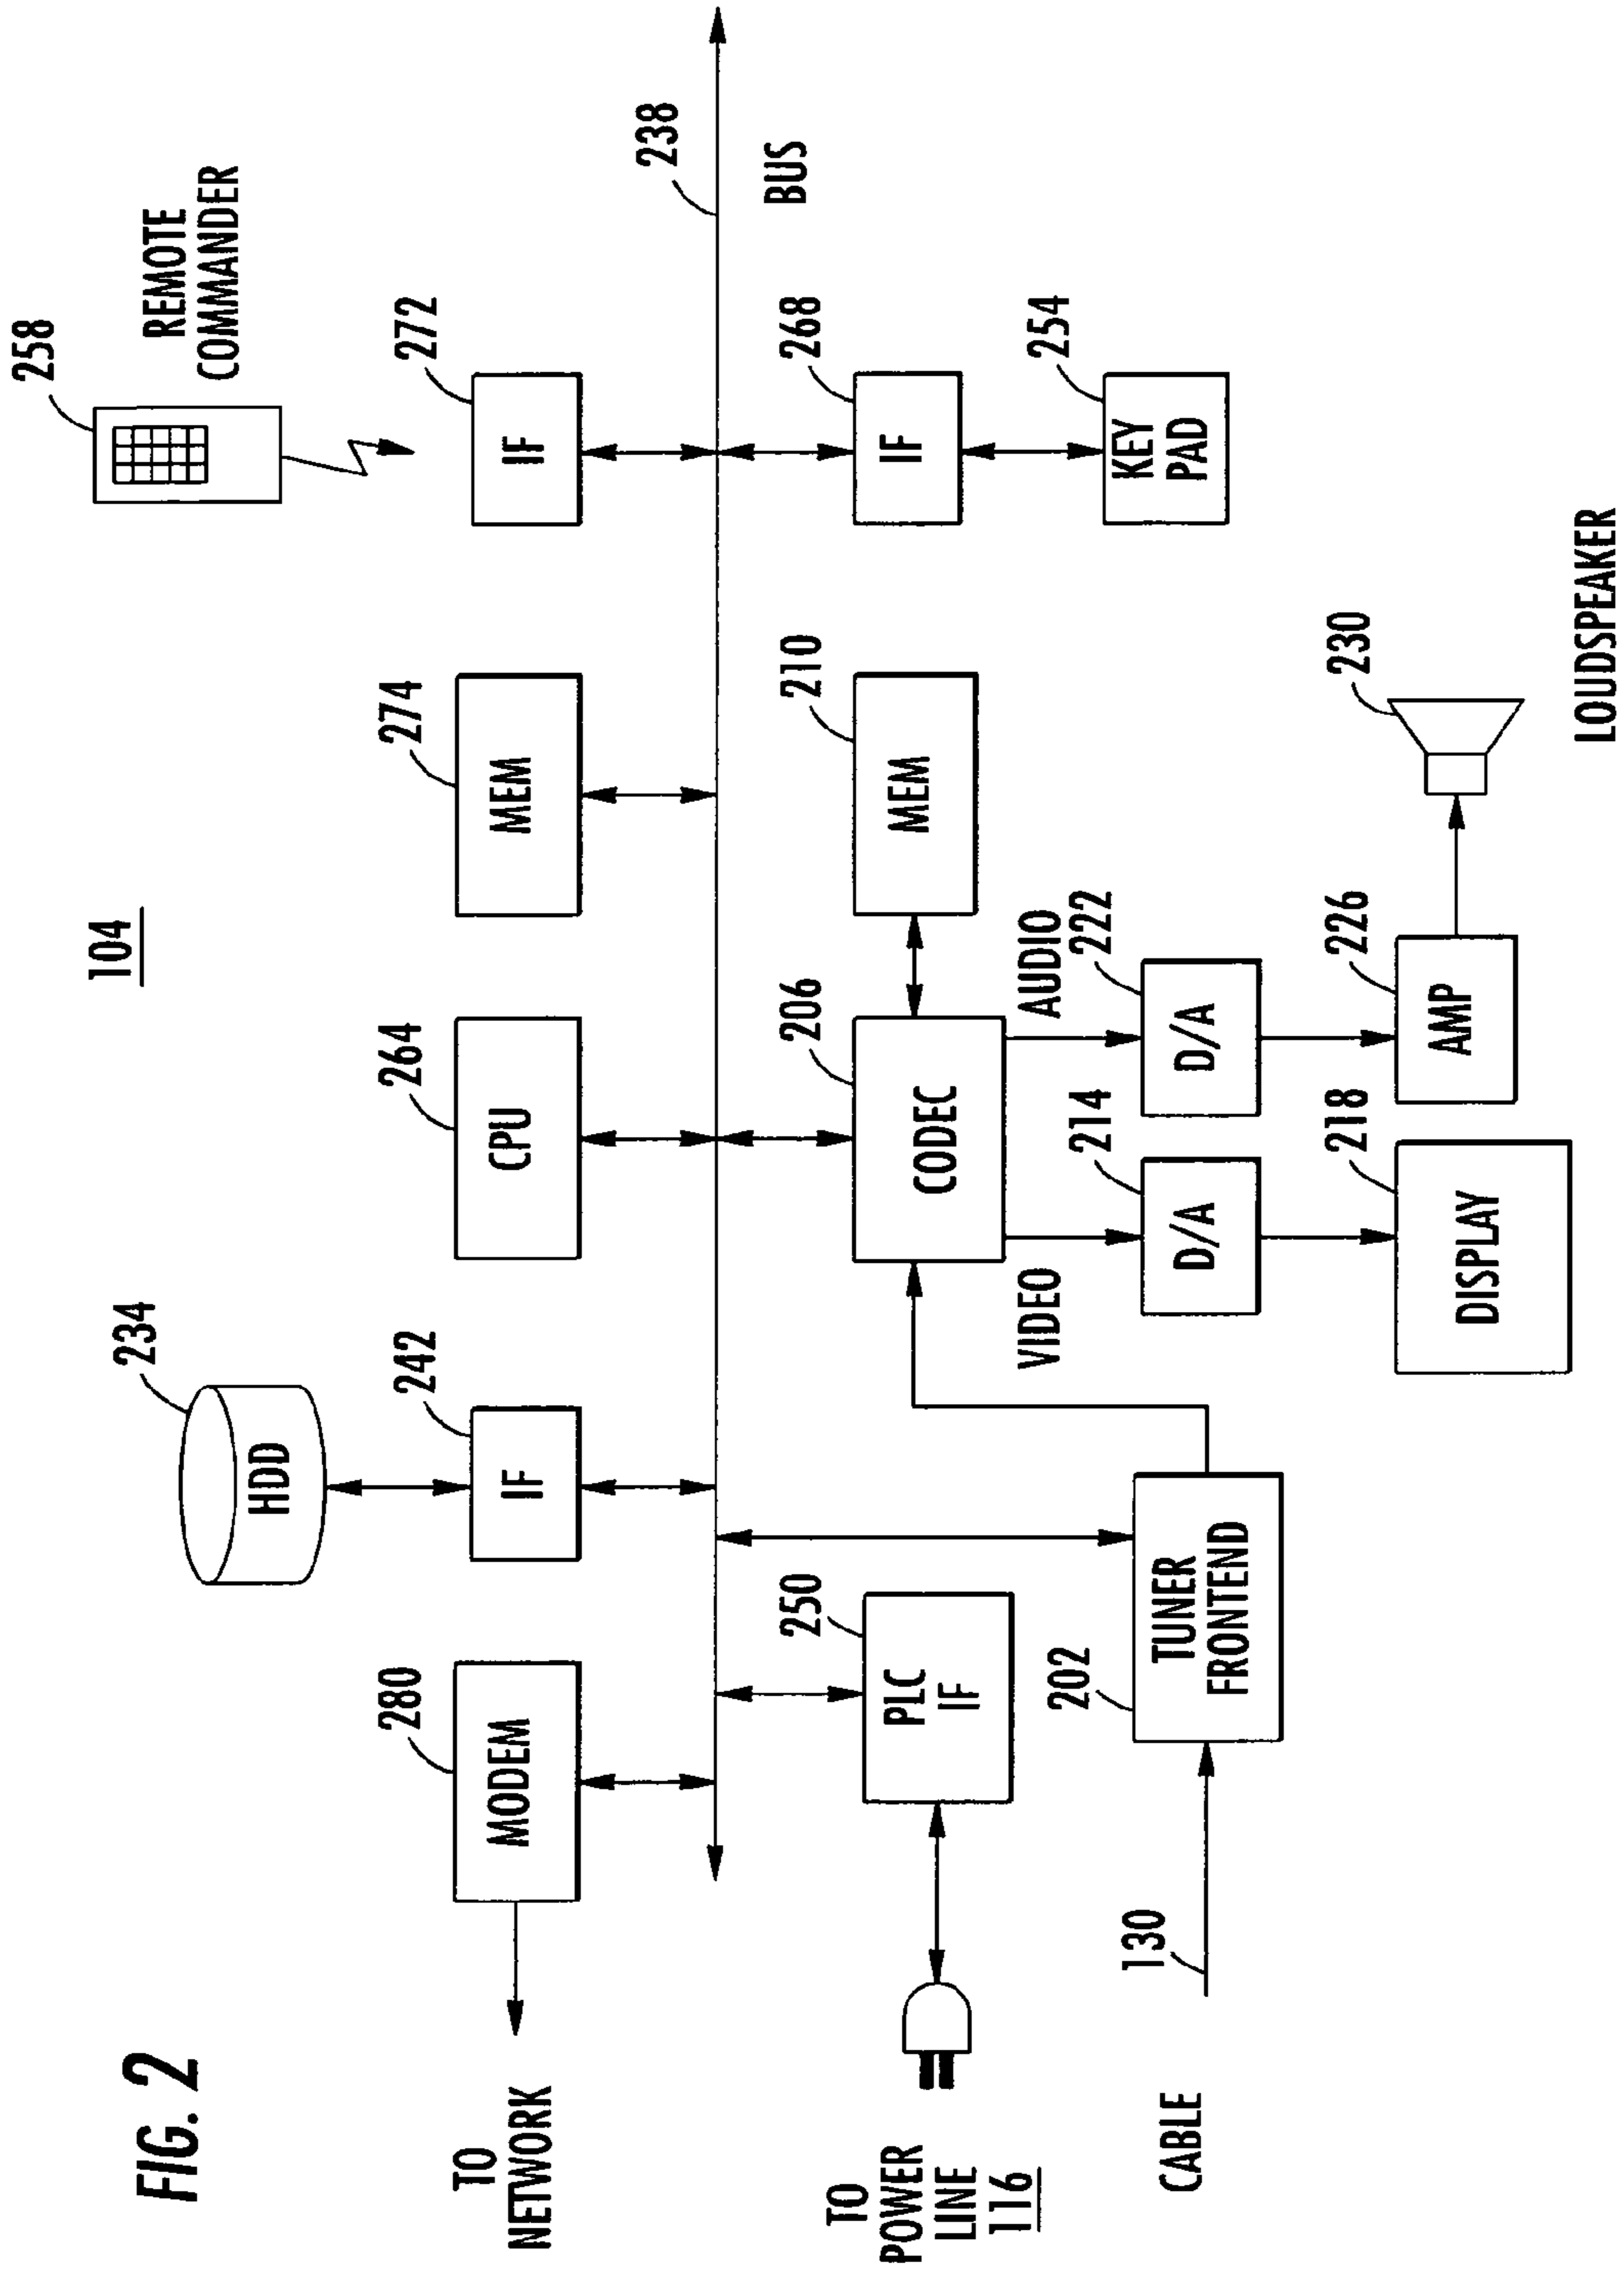 FIG. 2
104
258
REMOTE
COMMANDER
234
HDD
280
MODEM
242
IF
264
CPU
274
MEM
272
IF
TO
NETWORK
238
BUS
250
PLC
IF
TO
POWER
LINE
116
206
CODEC
210
MEM
268
IF
254
KEY
PAD
VIDEO
AUDIO
214
D/A
222
D/A
202
TUNER
FRONTEND
130
CABLE
218
DISPLAY
226
AMP
230
LOUDSPEAKER